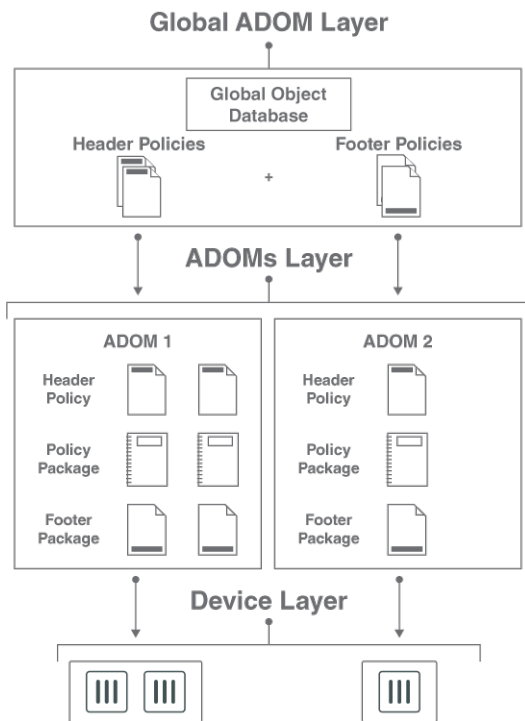 Global ADOM Layer
Global Object
Database
Header Policies
Footer Policies
+
ADOMs Layer
ADOM 1
ADOM 2
Header
Policy
Header
Policy
Policy
Package
Policy
Package
Footer
Package
Footer
Package
Device Layer